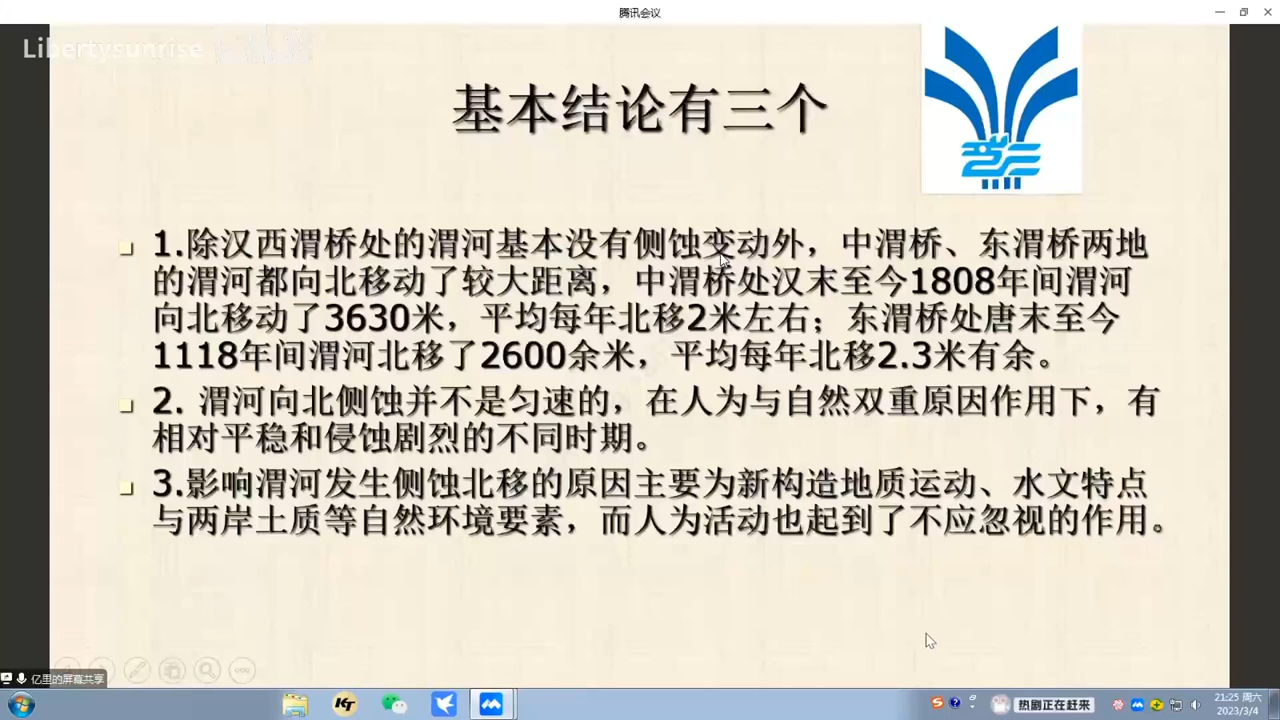 腾讯会议
Libertysunrise
基本结论有三个
1.除汉西渭桥处的渭河基本没有侧蚀变动外，中渭桥、东渭桥两地
的渭河都向北移动了较大距离，中渭桥处汉末至今1808年间渭河
向北移动了3630米，平均每年北移2米左右；东渭桥处唐末至今
1118年间渭河北移了2600余米，平均每年北移2.3米有余。
2. 渭河向北侧蚀并不是匀速的，在人为与自然双重原因作用下，有
相对平稳和侵蚀剧烈的不同时期。
3.影响渭河发生侧蚀北移的原因主要为新构造地质运动、水文特点
与两岸土质等自然环境要素，而人为活动也起到了不应忽视的作用。
亿里的屏幕共享
KT
热剧正在赶来
21:25 周六
2023/3/4